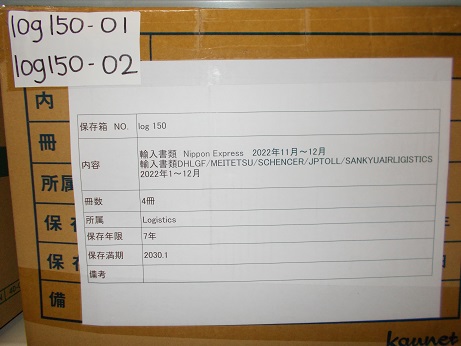 log150-01
log150-02
内
冊
所属
保存
保存
備
保存箱 NO. log 150
内容 輸入書類 Nippon Express 2022年11月～12月
輸入書類DHLGF/MEITETSU/SCHENCER/JPTOLL/SANKYUAIRLIGISTICS
2022年1～12月
冊数 4冊
所属 Logistics
保存年限 7年
保存満期 2030.1
備考
kaunet